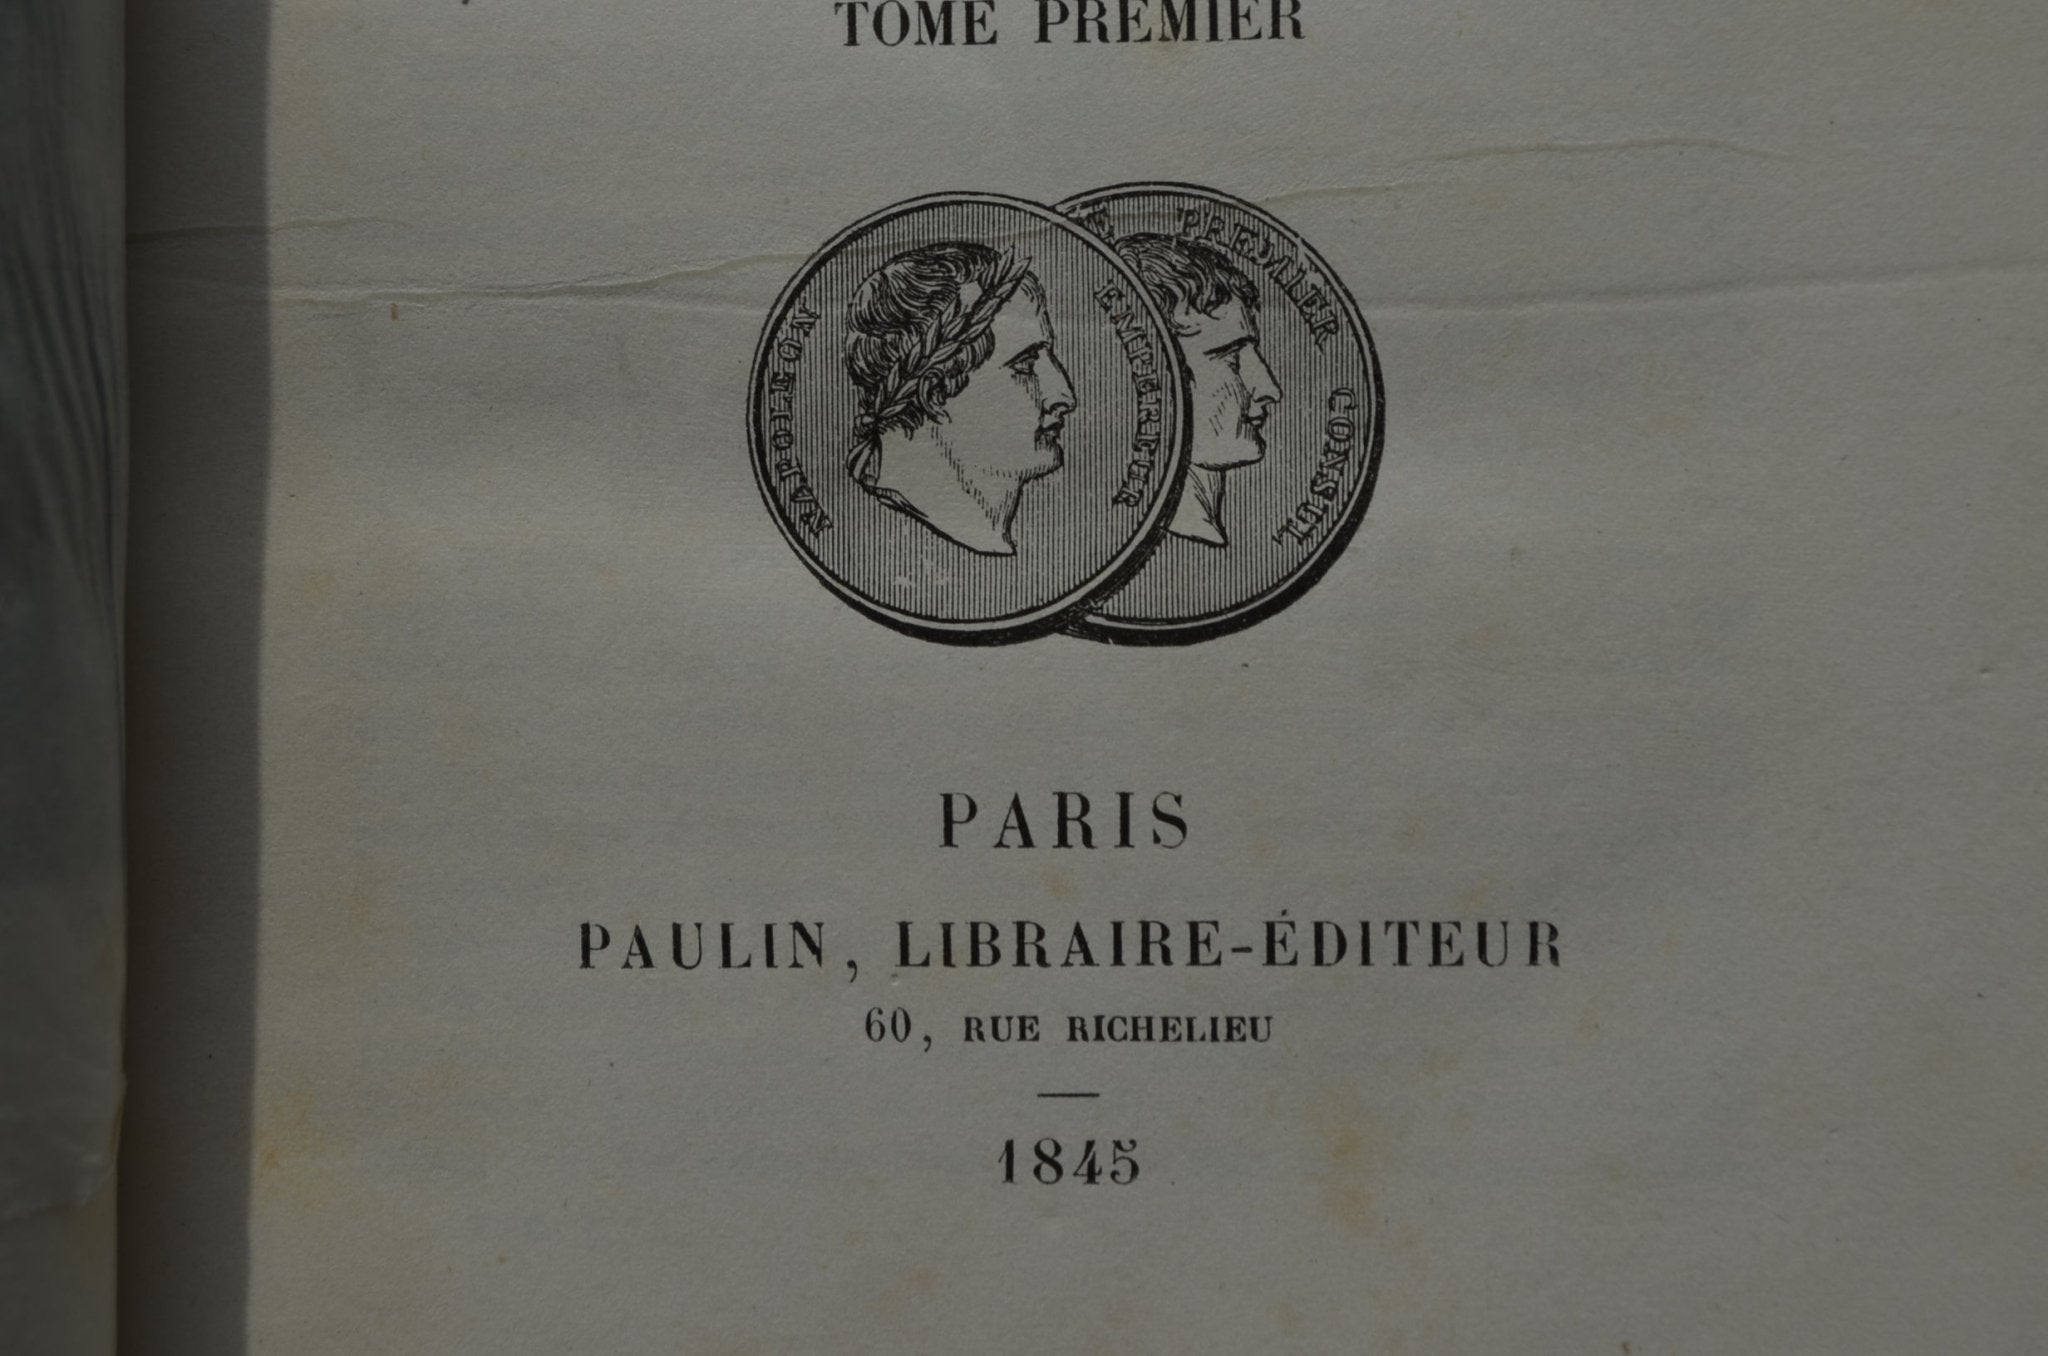 TOME PREMIER
NAPOLEON EMPEREUR
PREMIER CONSUL
PARIS
PAULIN, LIBRAIRE-ÉDITEUR
60, RUE RICHELIEU
1845